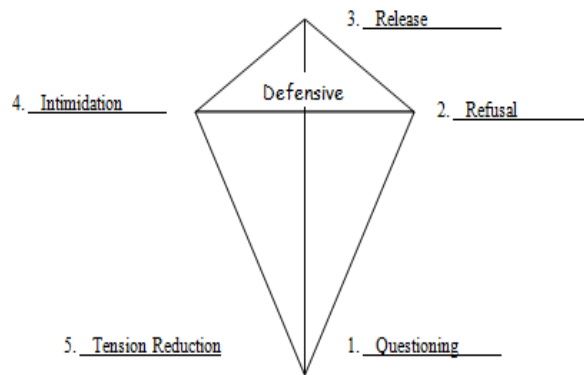 3. Release
Defensive
4. Intimidation
2. Refusal
5. Tension Reduction
1. Questioning